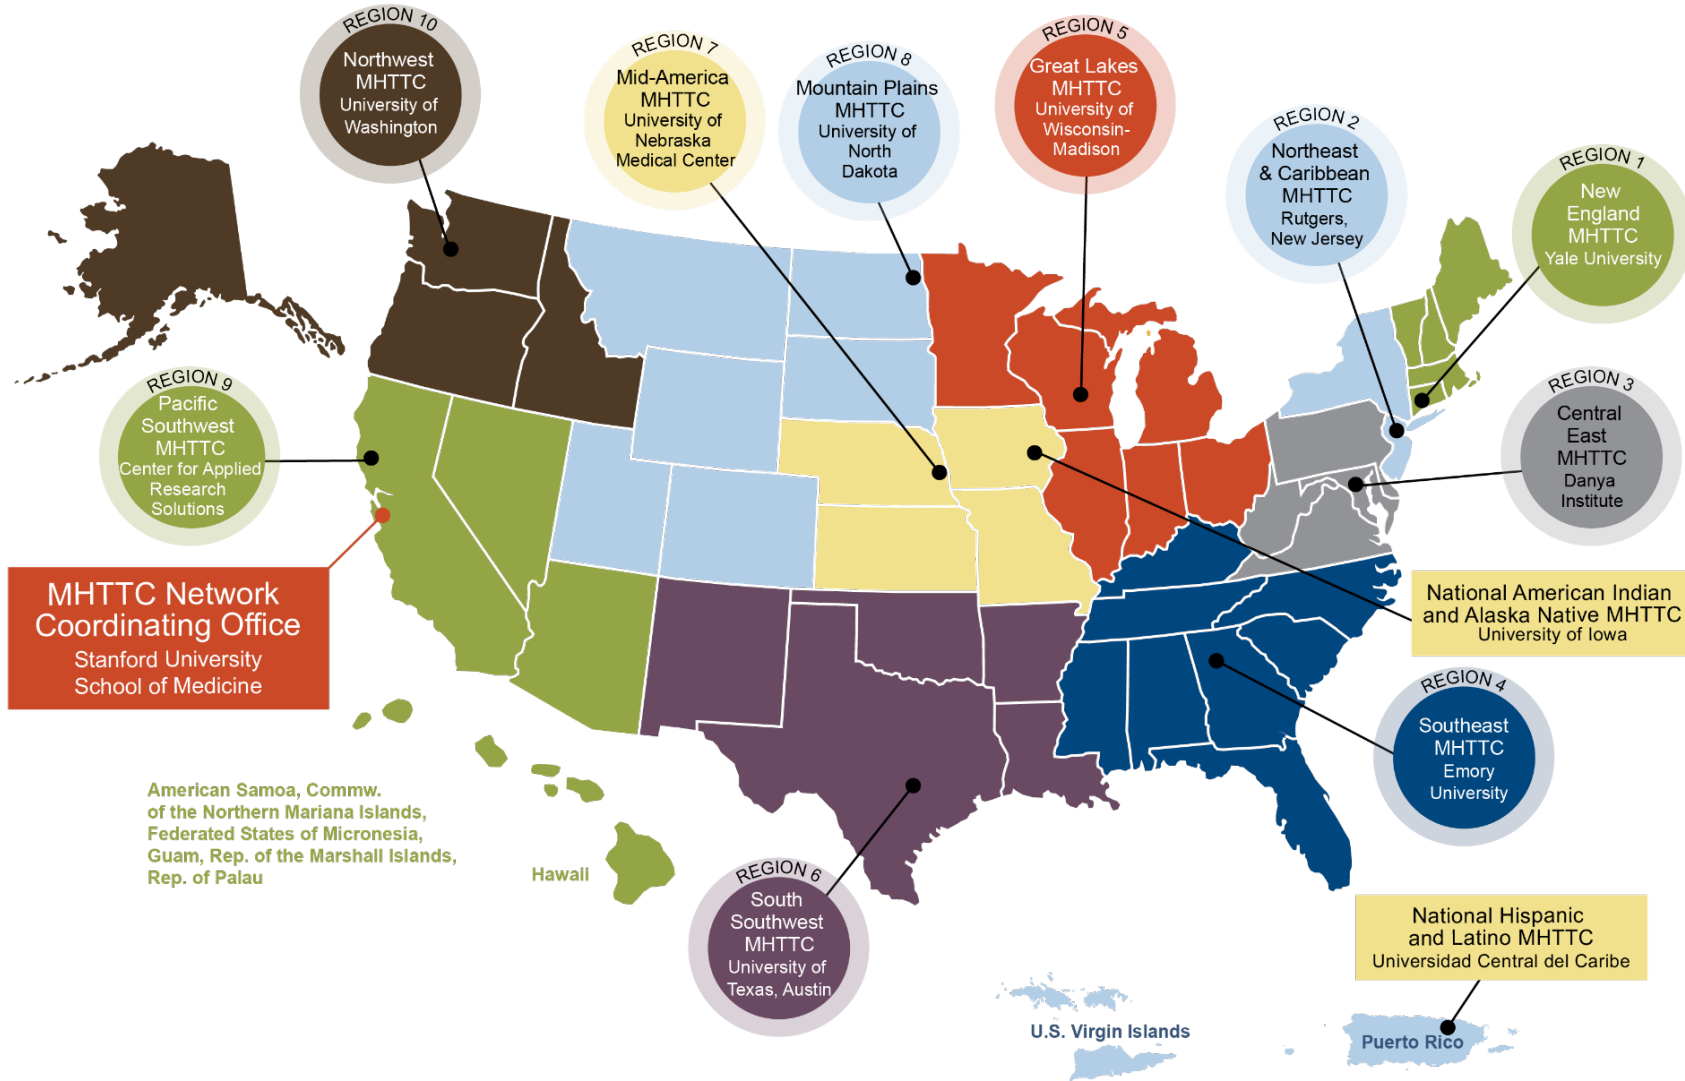 REGION 10
Northwest
MHTTC
University of
Washington
REGION 7
Mid-America
MHTTC
University of
Nebraska
Medical Center
REGION 8
Mountain Plains
MHTTC
University of
North
Dakota
REGION 5
Great Lakes
MHTTC
University of
Wisconsin-
Madison
REGION 2
Northeast
& Caribbean
MHTTC
Rutgers,
New Jersey
REGION 1
New
England
MHTTC
Yale University
REGION 9
Pacific
Southwest
MHTTC
Center for Applied
Research
Solutions
REGION 3
Central
East
MHTTC
Danya
Institute
MHTTC Network
Coordinating Office
Stanford University
School of Medicine
National American Indian
and Alaska Native MHTTC
University of Iowa
REGION 4
Southeast
MHTTC
Emory
University
American Samoa, Commw.
of the Northern Mariana Islands,
Federated States of Micronesia,
Guam, Rep. of the Marshall Islands,
Rep. of Palau
Hawaii
REGION 6
South
Southwest
MHTTC
University of
Texas, Austin
National Hispanic
and Latino MHTTC
Universidad Central del Caribe
U.S. Virgin Islands
Puerto Rico